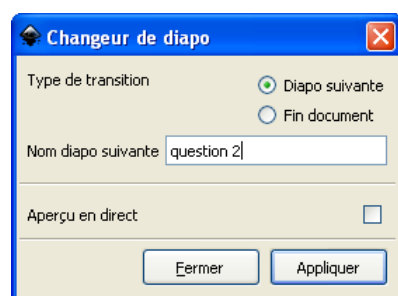 Changeur de diapo
Type de transition
Diapo suivante
Fin document
Nom diapo suivante question 2
Aperçu en direct
Fermer Appliquer